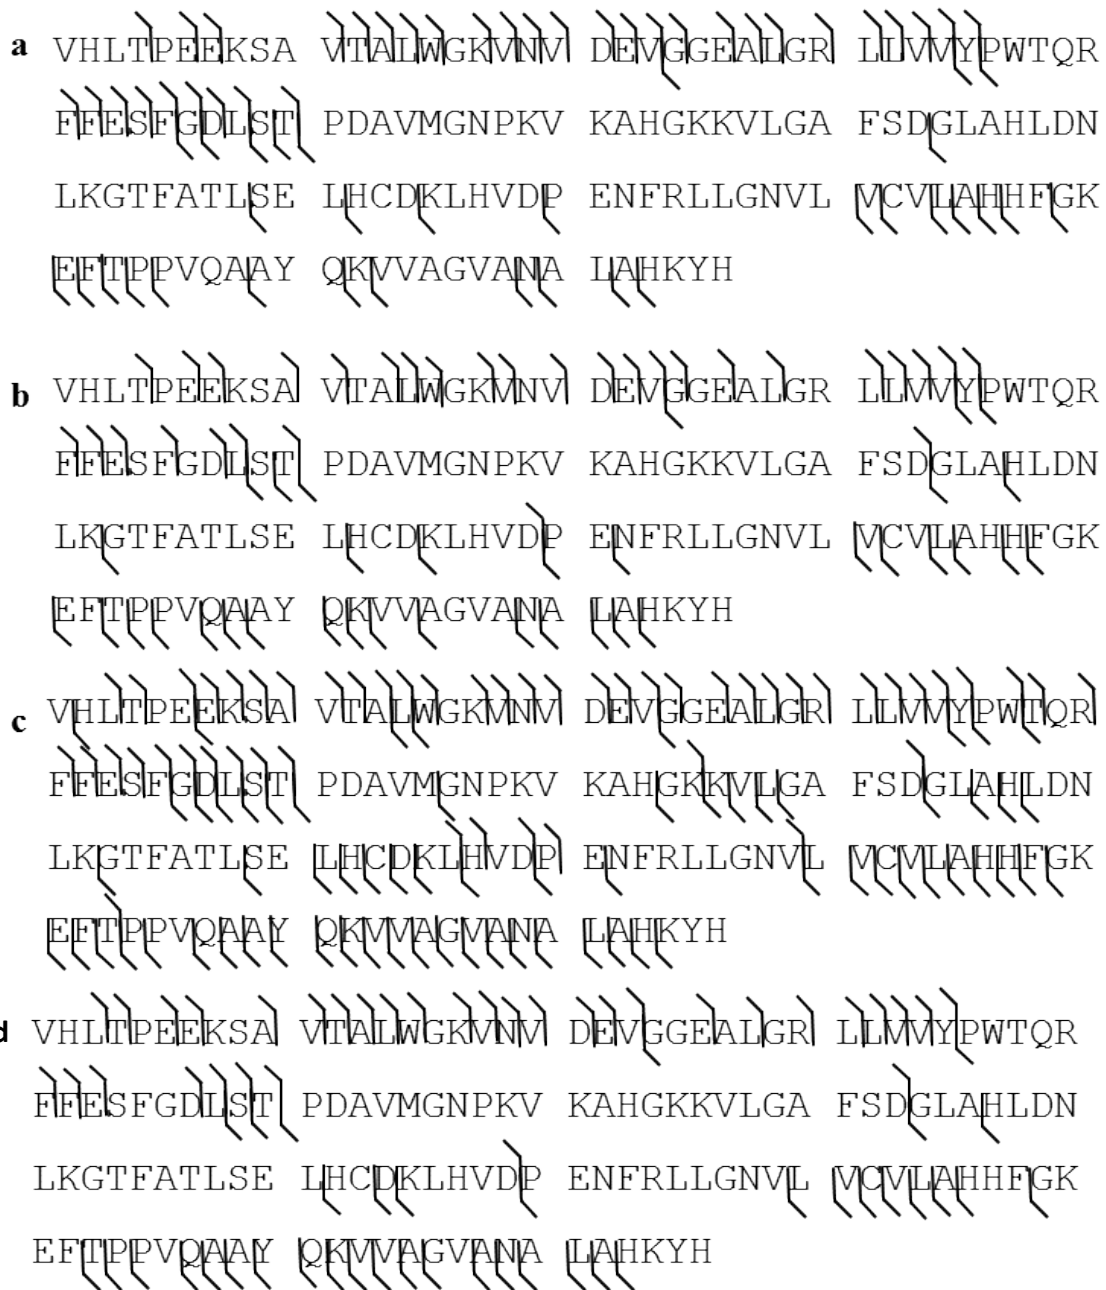 a VHLTPEEKSA VTALWGKVNV DEVGGEALGR LLVVYPWTQR
FFESFGDLST PDAVMGNPKV KAHGKKVLGA FSDGLAHLDN
LKGTFATLSE LHCDKLHVDP ENFRLLGNVL VCVLAHHFGK
EFTPPVQAAY QKVVAGVANA LAHKYH
b VHLTPEEKSA VTALWGKVNV DEVGGEALGR LLVVYPWTQR
FFESFGDLST PDAVMGNPKV KAHGKKVLGA FSDGLAHLDN
LKGTFATLSE LHCDKLHVDP ENFRLLGNVL VCVLAHHFGK
EFTPPVQAAY QKVVAGVANA LAHKYH
c VHLTPEEKSA VTALWGKVNV DEVGGEALGR LLVVYPWTQR
FFESFGDLST PDAVMGNPKV KAHGKKVLGA FSDGLAHLDN
LKGTFATLSE LHCDKLHVDP ENFRLLGNVL VCVLAHHFGK
EFTPPVQAAY QKVVAGVANA LAHKYH
d VHLTPEEKSA VTALWGKVNV DEVGGEALGR LLVVYPWTQR
FFESFGDLST PDAVMGNPKV KAHGKKVLGA FSDGLAHLDN
LKGTFATLSE LHCDKLHVDP ENFRLLGNVL VCVLAHHFGK
EFTPPVQAAY QKVVAGVANA LAHKYH